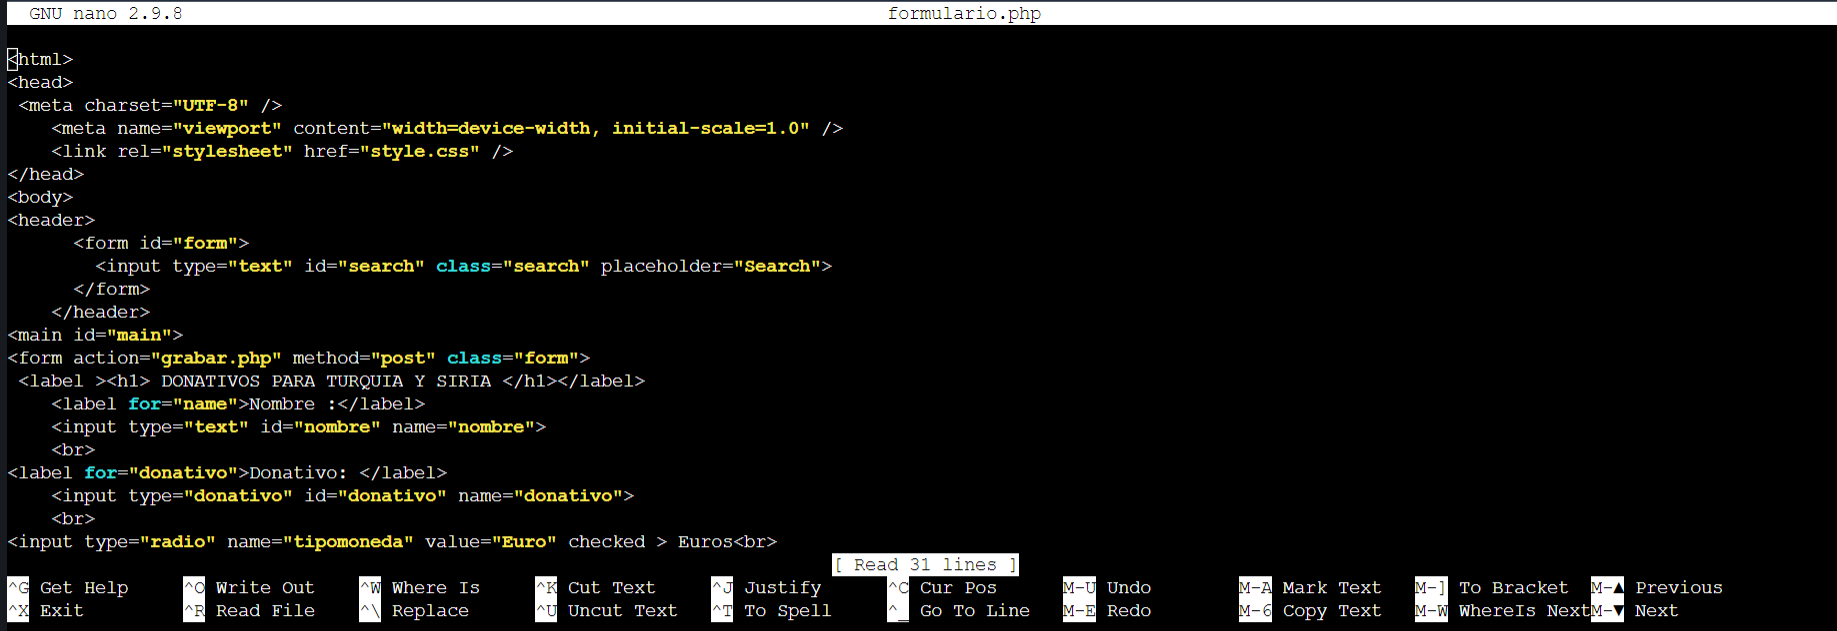 GNU nano 2.9.8 formulario.php
<html>
<head>
 <meta charset="UTF-8" />
    <meta name="viewport" content="width=device-width, initial-scale=1.0" />
    <link rel="stylesheet" href="style.css" />
</head>
<body>
<header>
      <form id="form">
        <input type="text" id="search" class="search" placeholder="Search">
      </form>
    </header>
<main id="main">
<form action="grabar.php" method="post" class="form">
 <label ><h1> DONATIVOS PARA TURQUIA Y SIRIA </h1></label>
    <label for="name">Nombre :</label>
    <input type="text" id="nombre" name="nombre">
    <br>
<label for="donativo">Donativo: </label>
    <input type="donativo" id="donativo" name="donativo">
    <br>
<input type="radio" name="tipomoneda" value="Euro" checked > Euros<br>
[ Read 31 lines ]
^G Get Help ^O Write Out ^W Where Is ^K Cut Text ^J Justify ^C Cur Pos M-U Undo M-A Mark Text M-] To Bracket M-▲ Previous
^X Exit ^R Read File ^\ Replace ^U Uncut Text ^T To Spell ^_ Go To Line M-E Redo M-6 Copy Text M-W WhereIs Next M-▼ Next